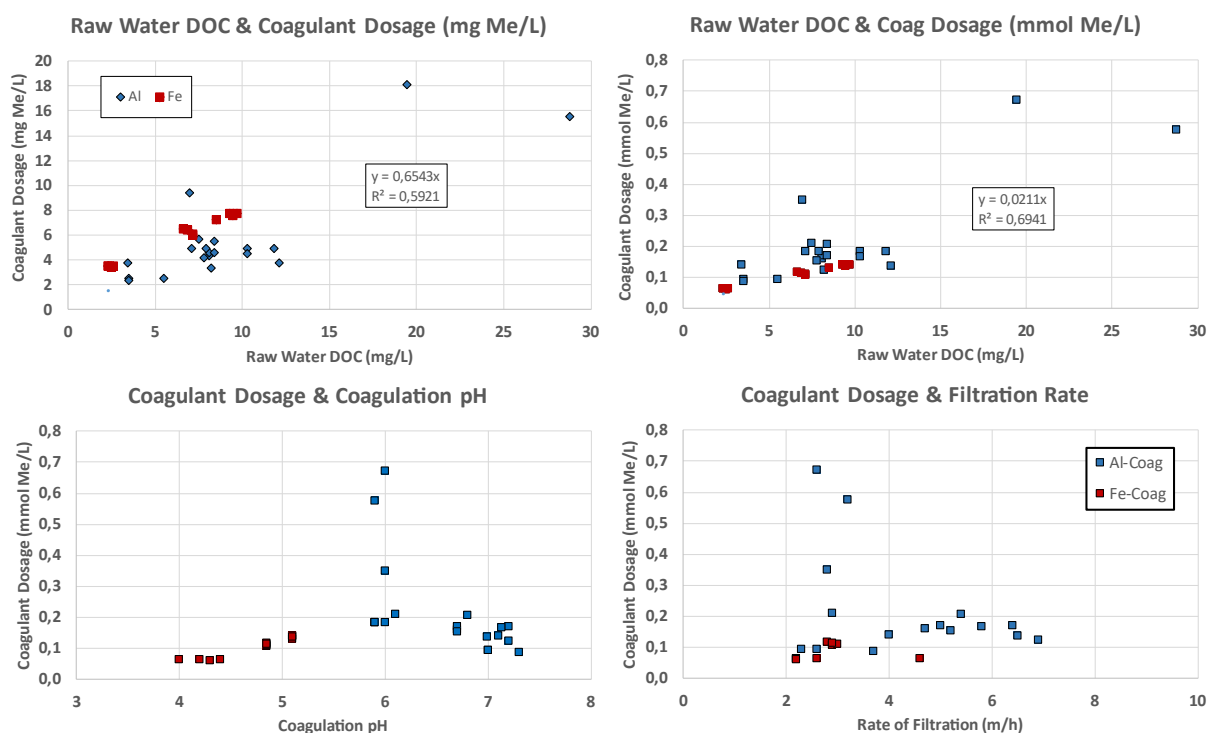 Raw Water DOC & Coagulant Dosage (mg Me/L)
Coagulant Dosage (mg Me/L)
20
18
16
14
12
10
8
6
4
2
0
Al Fe
y = 0,6543x
R² = 0,5921
0 5 10 15 20 25 30
Raw Water DOC (mg/L)
Raw Water DOC & Coag Dosage (mmol Me/L)
Coagulant Dosage (mmol Me/L)
0,8
0,7
0,6
0,5
0,4
0,3
0,2
0,1
0,0
y = 0,0211x
R² = 0,6941
0 5 10 15 20 25 30
Raw Water DOC (mg/L)
Coagulant Dosage & Coagulation pH
Coagulant Dosage (mmol Me/L)
0,8
0,7
0,6
0,5
0,4
0,3
0,2
0,1
0,0
3 4 5 6 7 8
Coagulation pH
Coagulant Dosage & Filtration Rate
Coagulant Dosage (mmol Me/L)
0,8
0,7
0,6
0,5
0,4
0,3
0,2
0,1
0,0
Al-Coag
Fe-Coag
0 2 4 6 8 10
Rate of Filtration (m/h)